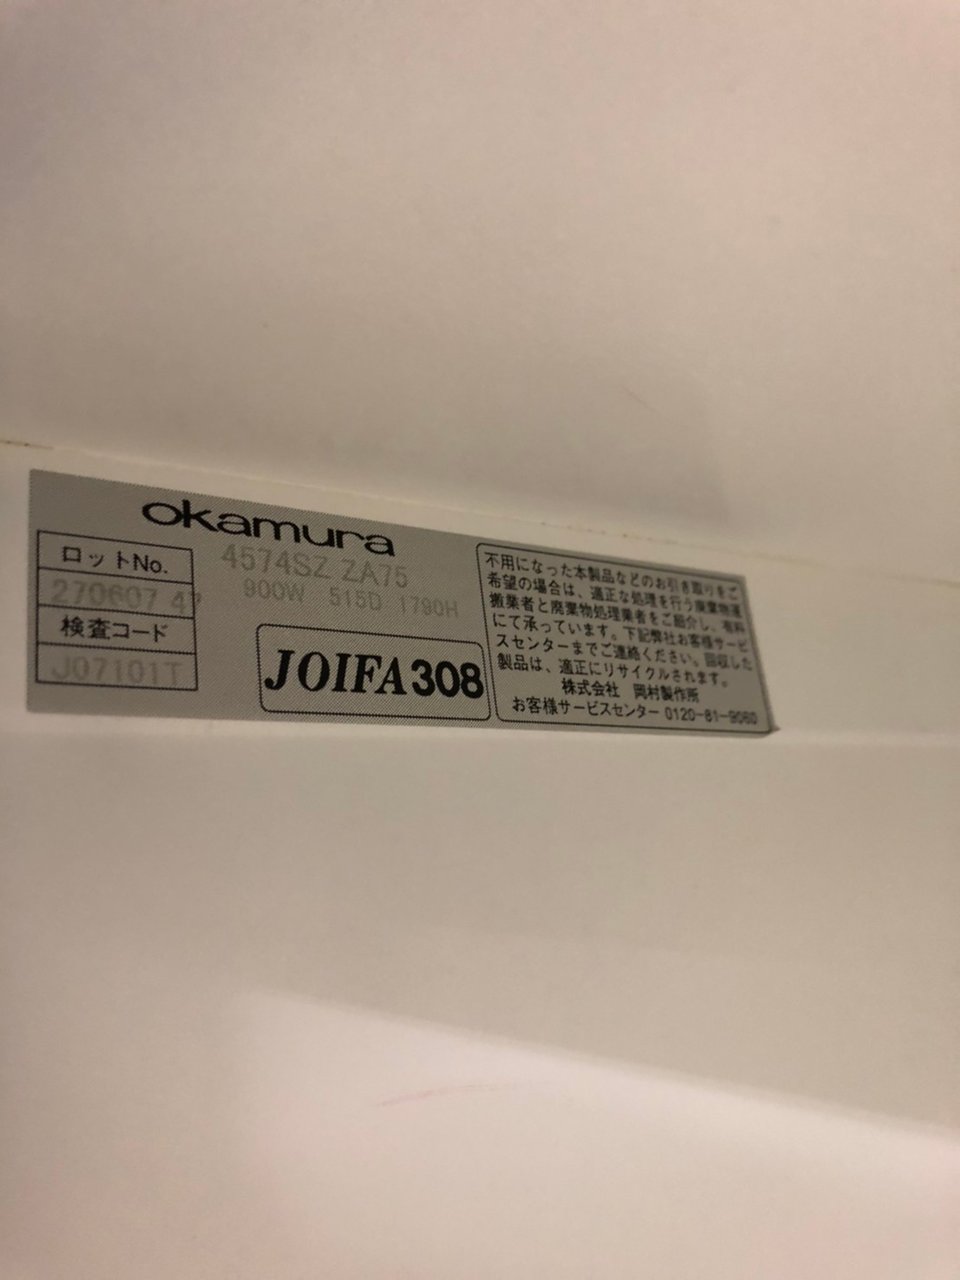 okamura
4574SZ ZA75
900W 515D 1790H
ロットNo.
270607 47
検査コード
J07101T
JOIFA308
不用になった本製品などのお引き取りをご
希望の場合は、適正な処理を行う廃棄物運
搬業者と廃棄物処理業者をご紹介し、有料
にて承っています。下記弊社お客様サービ
スセンターまでご連絡ください。回収した
製品は、適正にリサイクルされます。
株式会社 岡村製作所
お客様サービスセンター 0120-81-9060